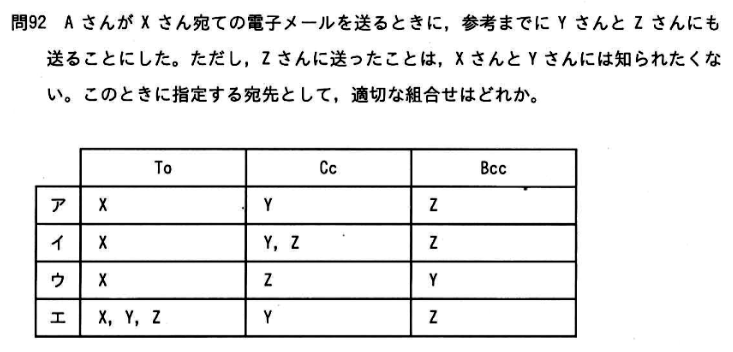 問92 A さんが X さん宛ての電子メールを送るときに，参考までに Y さんと Z さんにも
送ることにした。ただし，Z さんに送ったことは，X さんと Y さんには知られたくな
い。このときに指定する宛先として，適切な組合せはどれか。
To Cc Bcc
ア X Y Z
イ X Y, Z Z
ウ X Z Y
エ X, Y, Z Y Z